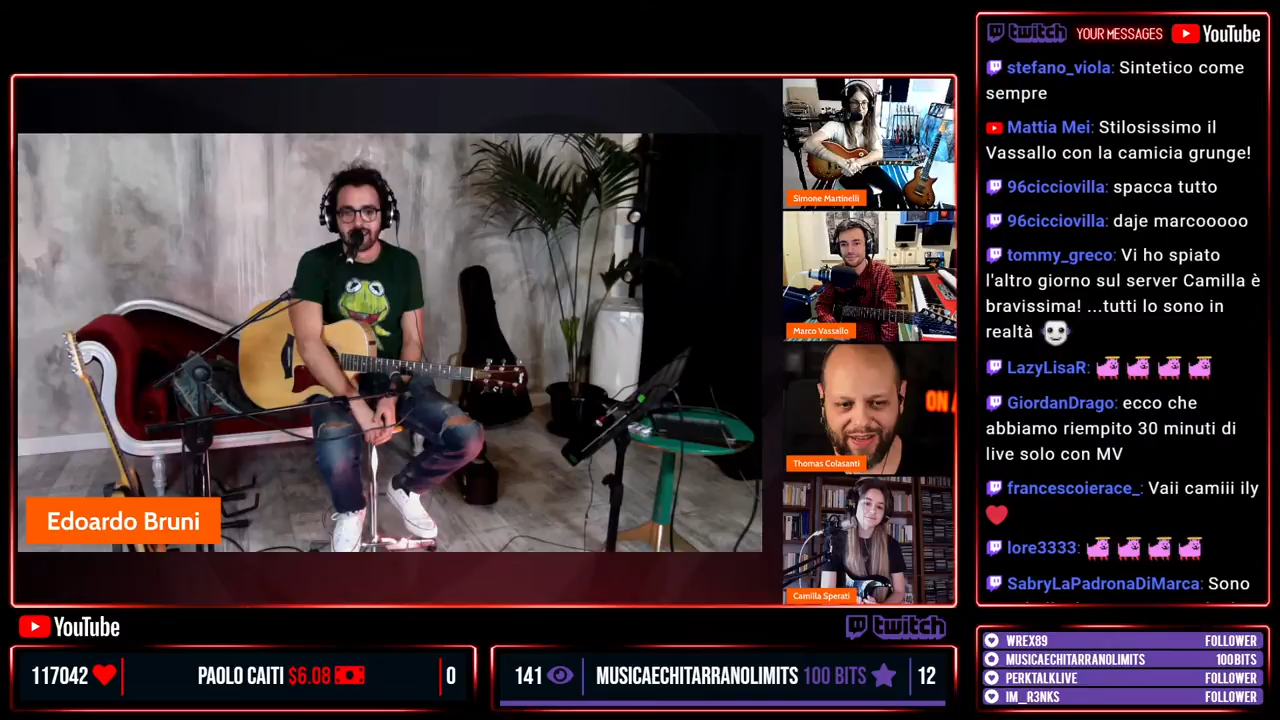 twitch YOUR MESSAGES YouTube
stefano_viola: Sintetico come
sempre
Mattia Mei: Stilosissimo il
Vassallo con la camicia grunge!
96cicciovilla: spacca tutto
96cicciovilla: daje marcooooo
tommy_greco: Vi ho spiato
l'altro giorno sul server Camilla è
bravissima! ...tutti lo sono in
realtà
LazyLisaR:
GiordanDrago: ecco che
abbiamo riempito 30 minuti di
live solo con MV
francescoierace_: Vaii camiii ily
lore3333:
SabryLaPadronaDiMarca: Sono
Simone Martinelli
Marco Vassallo
ON
Thomas Colasanti
Camilla Sperati
Edoardo Bruni
YouTube
twitch
117042 PAOLO CAITI $6.08 0
141 MUSICAECHITARRANOLIMITS 100 BITS 12
WREX89 FOLLOWER
MUSICAECHITARRANOLIMITS 100 BITS
PERKTALKLIVE FOLLOWER
IM_R3NKS FOLLOWER